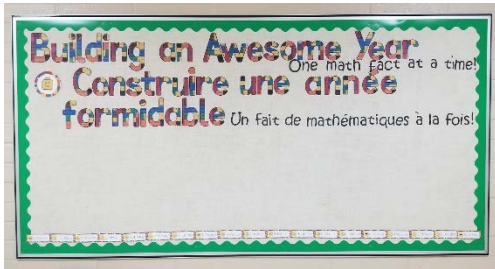 Building an Awesome Year
One math fact at a time!
Construire une année
formidable Un fait de mathématiques à la fois!